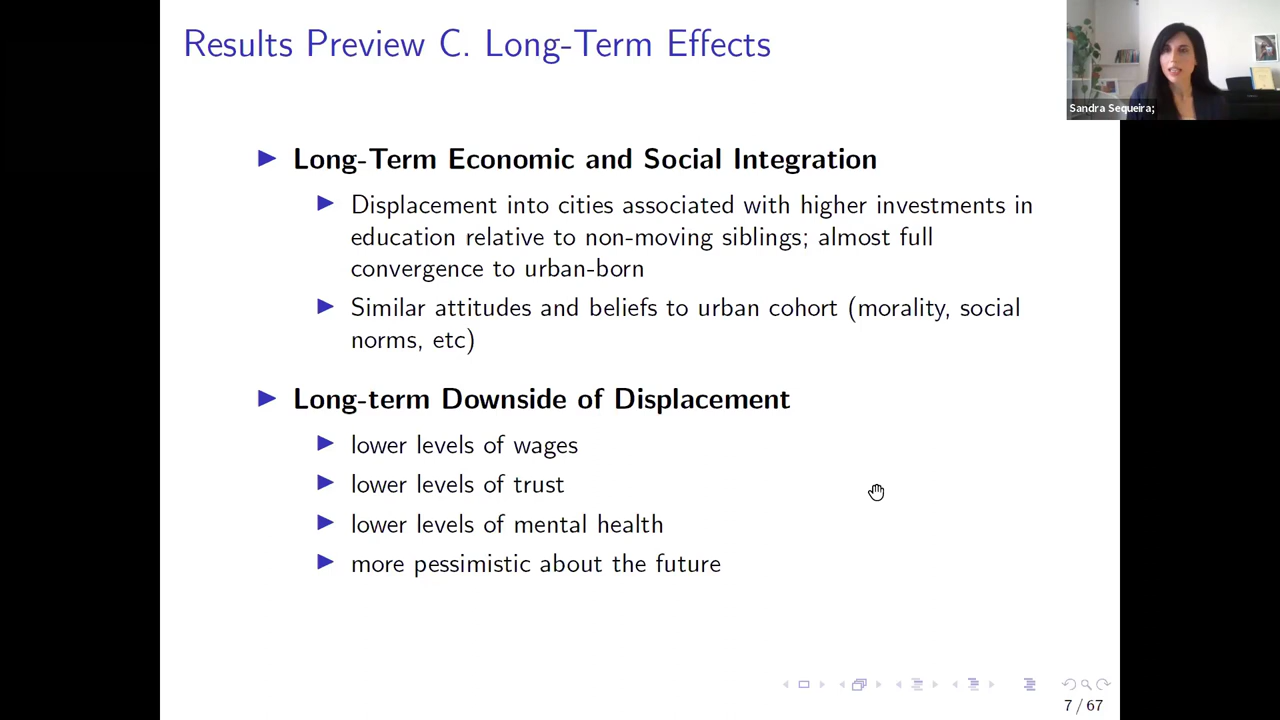 Results Preview C. Long-Term Effects
Sandra Sequeira;
Long-Term Economic and Social Integration
Displacement into cities associated with higher investments in
education relative to non-moving siblings; almost full
convergence to urban-born
Similar attitudes and beliefs to urban cohort (morality, social
norms, etc)
Long-term Downside of Displacement
lower levels of wages
lower levels of trust
lower levels of mental health
more pessimistic about the future
7 / 67